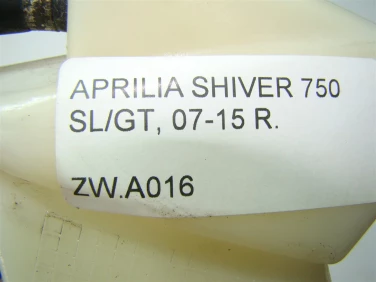 APRILIA SHIVER 750
SL/GT, 07-15 R.
ZW.A016